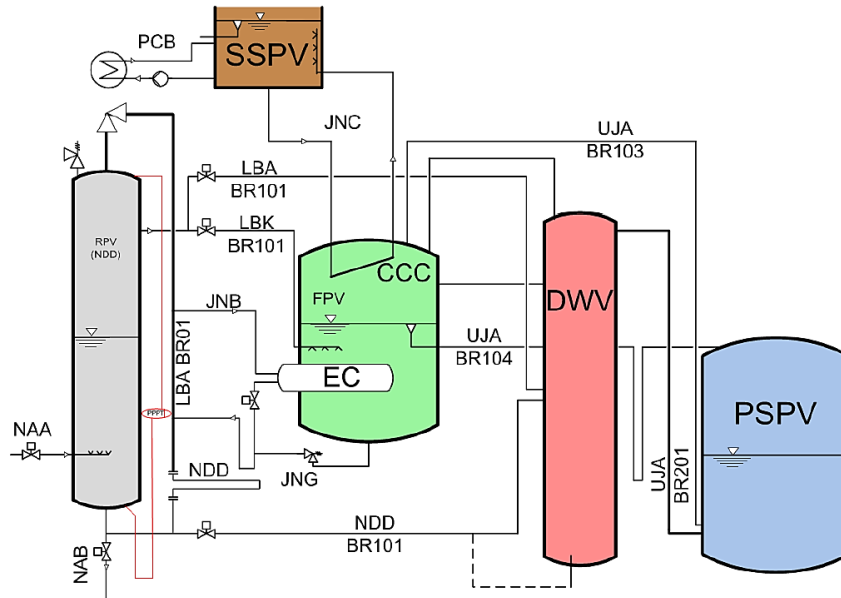 PCB
SSPV
JNC
UJA
BR103
LBA
BR101
LBK
BR101
RPV
(NDD)
CCC
FPV
DWV
JNB
LBA BR01
UJA
BR104
EC
PSPV
NAA
NDD
JNG
UJA
BR201
NDD
BR101
NAB